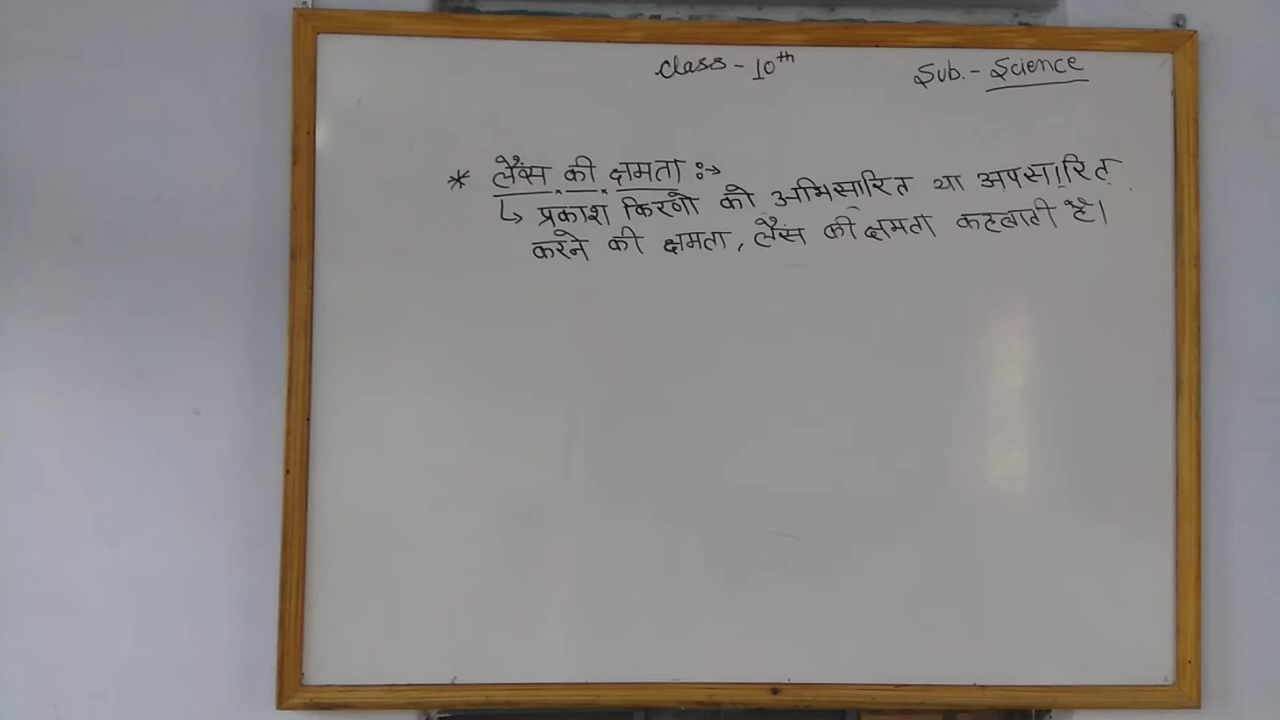 Class - 10th
Sub. - Science
* लैंस की क्षमता :→
↳ प्रकाश किरणो को अभिसारित या अपसारित
करने की क्षमता, लैंस की क्षमता कहलाती है।